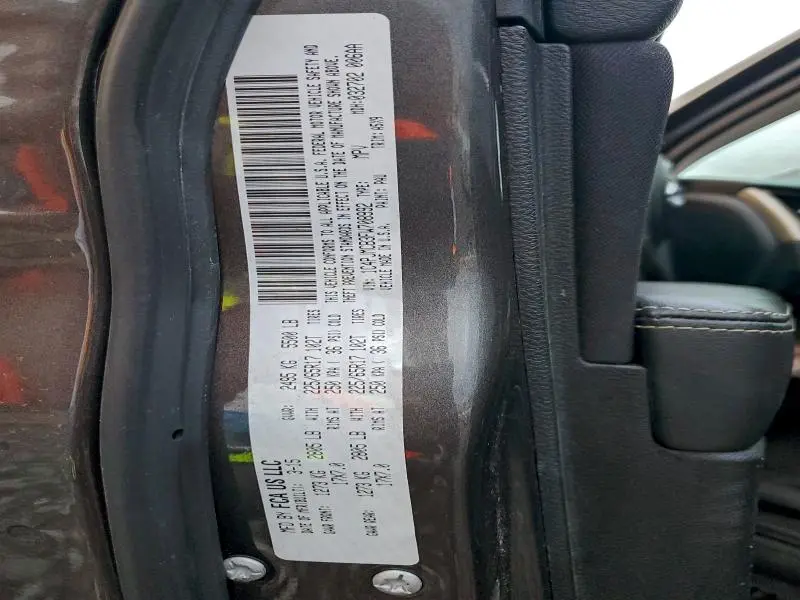 MFD BY FCA US LLC
DATE OF MFR/BUILT: 3-15 GVWR: 2495 KG 5500 LB
GAWR FRONT: 1273 KG 2805 LB WITH 225/65R17 102T TIRES
17X7.0 RIMS AT 250 KPA ( 36 PSI) COLD
GAWR REAR: 1273 KG 2805 LB WITH 225/65R17 102T TIRES
17X7.0 RIMS AT 250 KPA ( 36 PSI) COLD
THIS VEHICLE CONFORMS TO ALL APPLICABLE U.S.A. FEDERAL MOTOR VEHICLE SAFETY AND
THEFT PREVENTION STANDARDS IN EFFECT ON THE DATE OF MANUFACTURE SHOWN ABOVE.
VIN: 1C4PJMCB3FW708992 TYPE: MPV MDH: 032702 006AA
VEHICLE MADE IN U.S.A. PAINT: PAU TRIM: A5X9